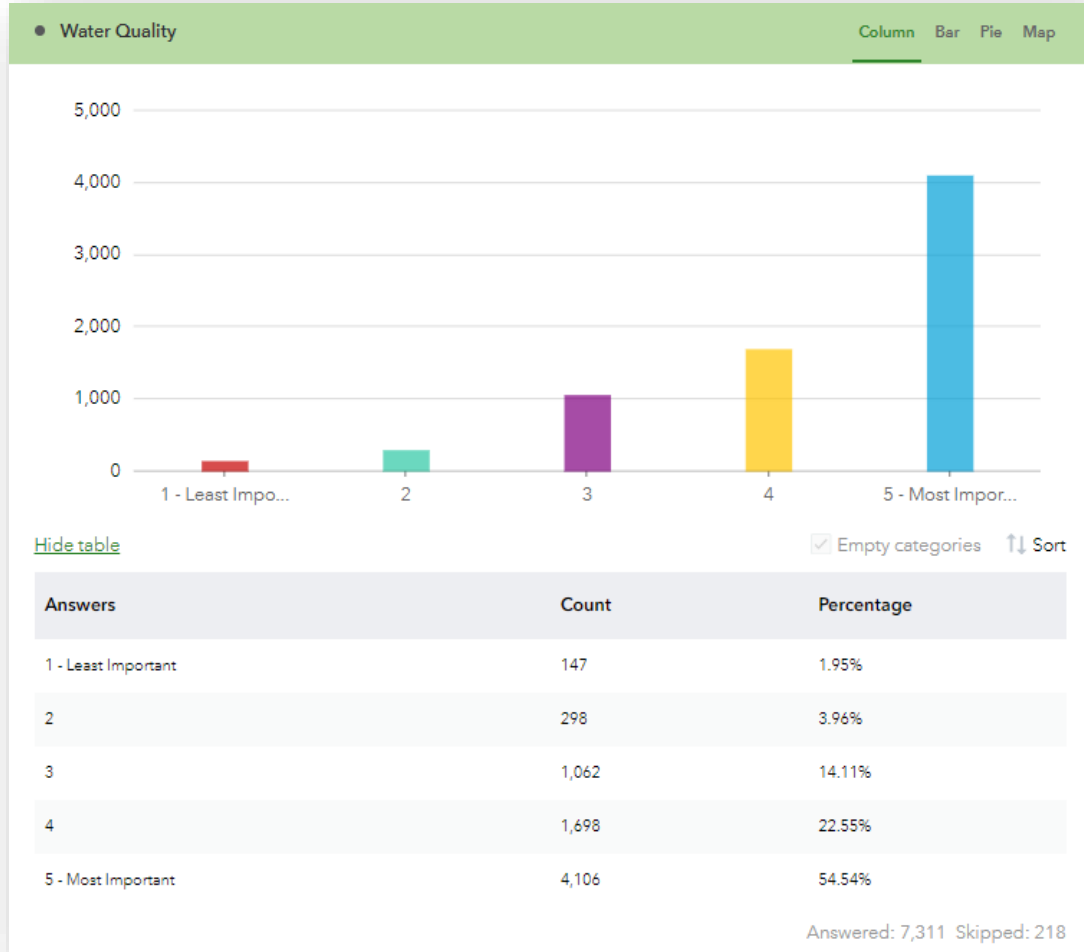 Water Quality Column Bar Pie Map
5,000
4,000
3,000
2,000
1,000
0
1 - Least Impo... 2 3 4 5 - Most Impor...
Hide table Empty categories Sort
Answers Count Percentage
1 - Least Important 147 1.95%
2 298 3.96%
3 1,062 14.11%
4 1,698 22.55%
5 - Most Important 4,106 54.54%
Answered: 7,311 Skipped: 218